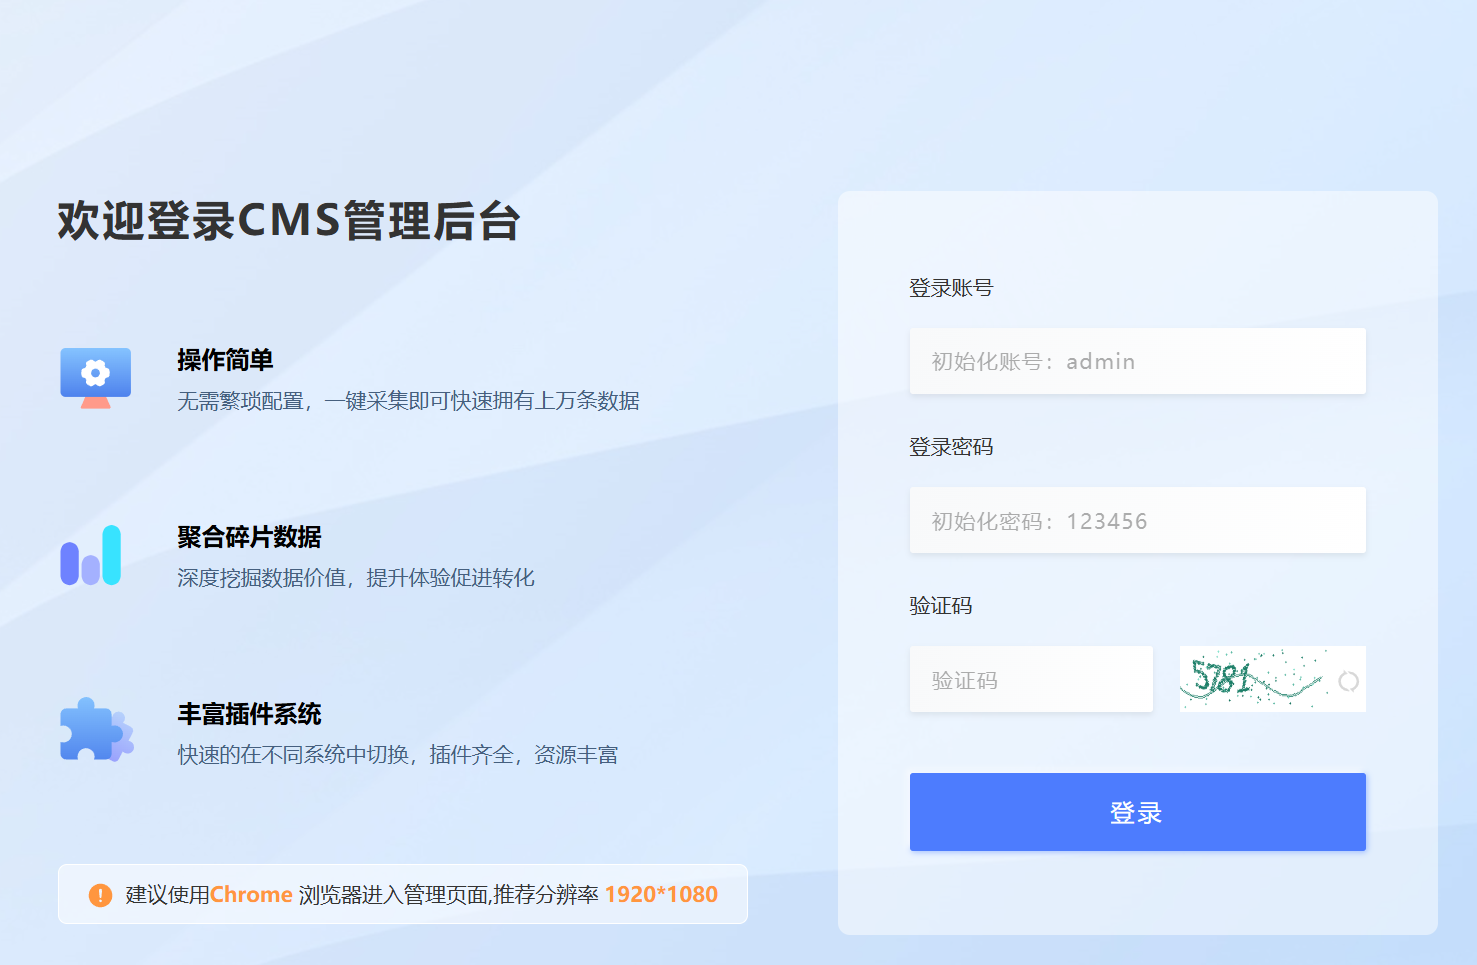 欢迎登录CMS管理后台
操作简单
无需繁琐配置，一键采集即可快速拥有上万条数据
聚合碎片数据
深度挖掘数据价值，提升体验促进转化
丰富插件系统
快速的在不同系统中切换，插件齐全，资源丰富
建议使用Chrome 浏览器进入管理页面,推荐分辨率 1920*1080
登录账号
初始化账号：admin
登录密码
初始化密码：123456
验证码
验证码
5781
登录